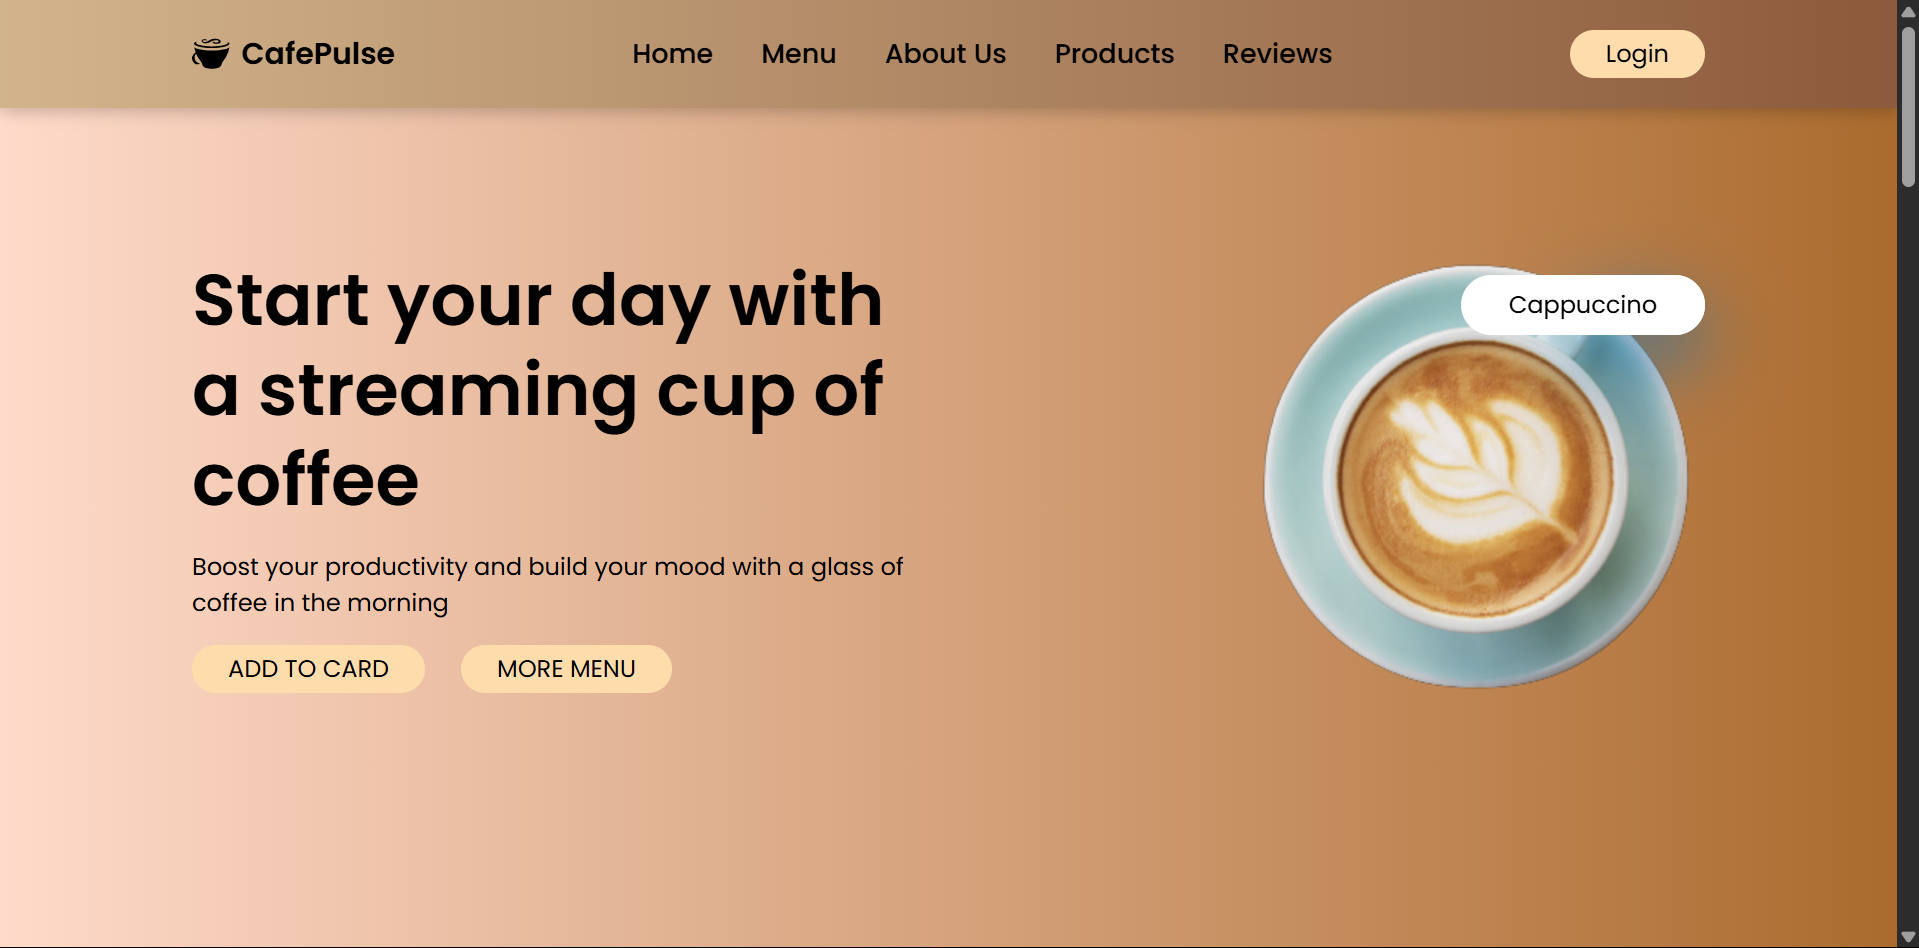 CafePulse
Home Menu About Us Products Reviews
Login
Start your day with
a streaming cup of
coffee
Cappuccino
Boost your productivity and build your mood with a glass of
coffee in the morning
ADD TO CARD
MORE MENU